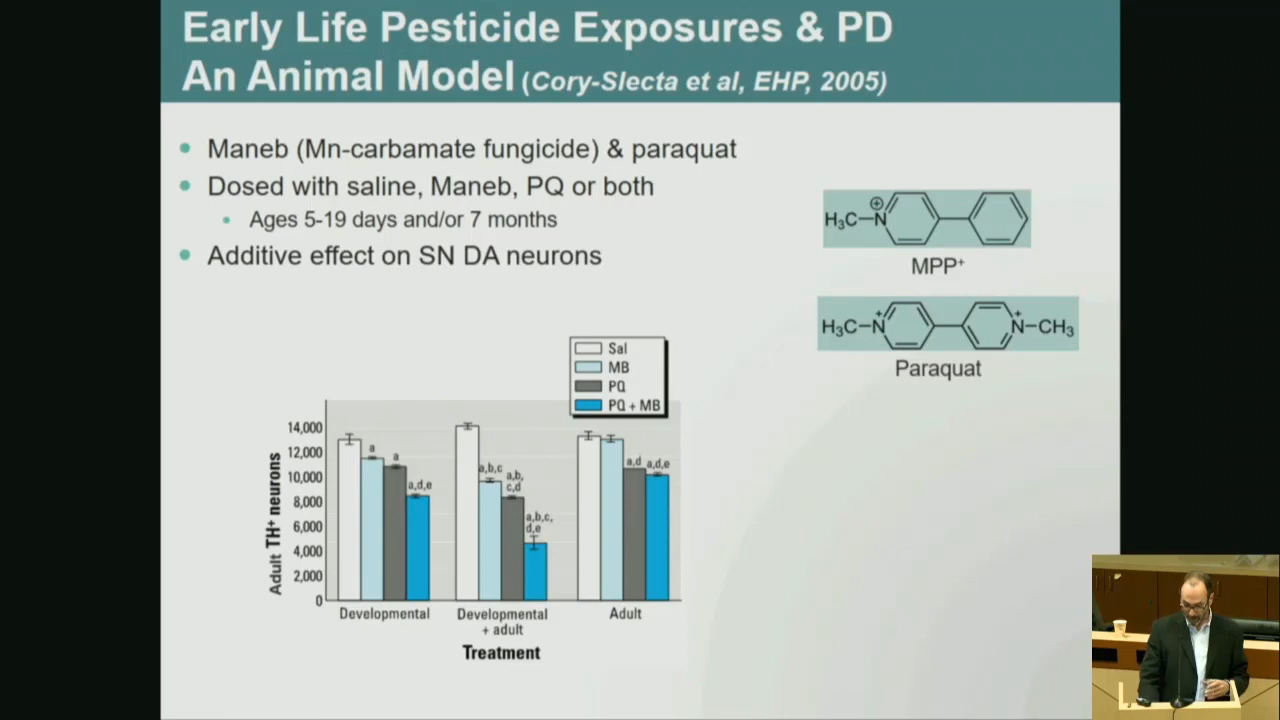 Early Life Pesticide Exposures & PD
An Animal Model (Cory-Slecta et al, EHP, 2005)
Maneb (Mn-carbamate fungicide) & paraquat
Dosed with saline, Maneb, PQ or both
Ages 5-19 days and/or 7 months
Additive effect on SN DA neurons
H₃C–N⊕
MPP⁺
H₃C–N⁺ N⁺–CH₃
Paraquat
Sal
MB
PQ
PQ + MB
Adult TH⁺ neurons
14,000
12,000
10,000
8,000
6,000
4,000
2,000
0
a
a
a,d,e
a,b,c
a,b,
c,d
a,b,c,
d,e
a,d
a,d,e
Developmental
Developmental
+ adult
Adult
Treatment